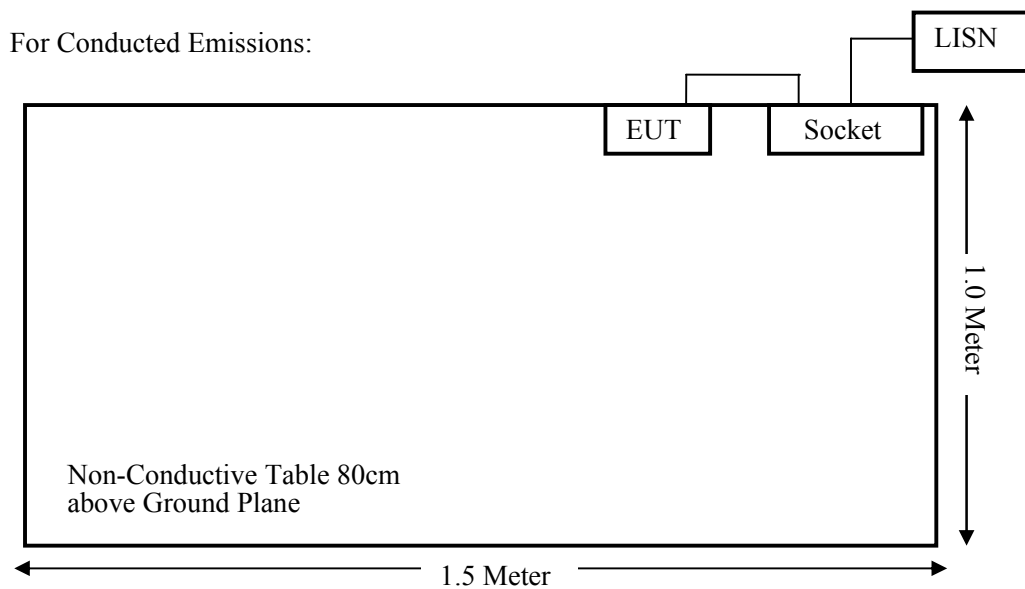 For Conducted Emissions:
LISN
EUT
Socket
1.0 Meter
Non-Conductive Table 80cm
above Ground Plane
1.5 Meter